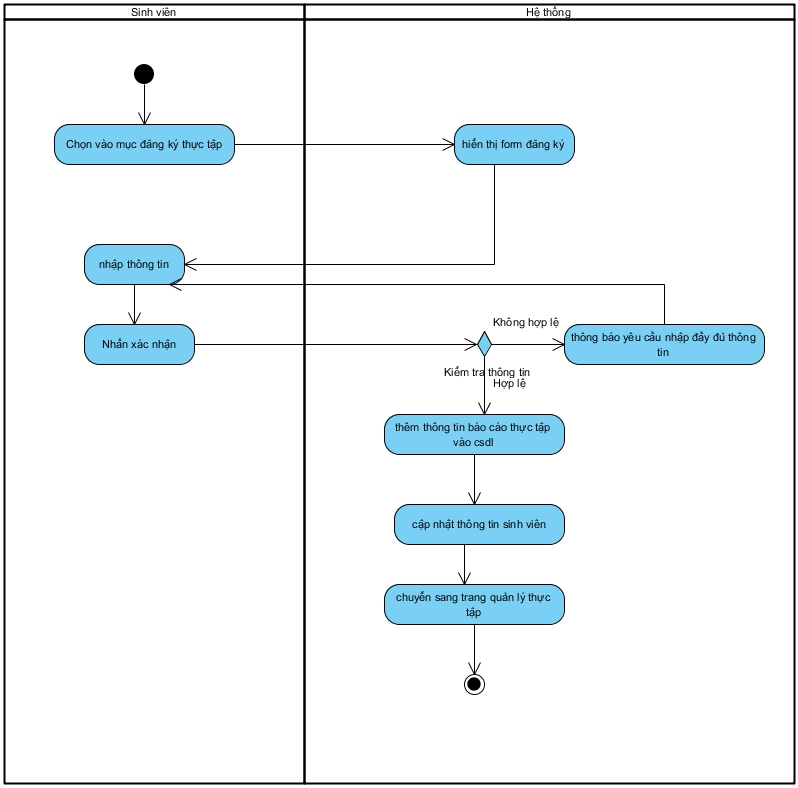 Sinh viên
Hệ thống
Chọn vào mục đăng ký thực tập
hiển thị form đăng ký
nhập thông tin
Không hợp lệ
Nhấn xác nhận
thông báo yêu cầu nhập đầy đủ thông
tin
Kiểm tra thông tin
Hợp lệ
thêm thông tin báo cáo thực tập
vào csdl
cập nhật thông tin sinh viên
chuyển sang trang quản lý thực
tập